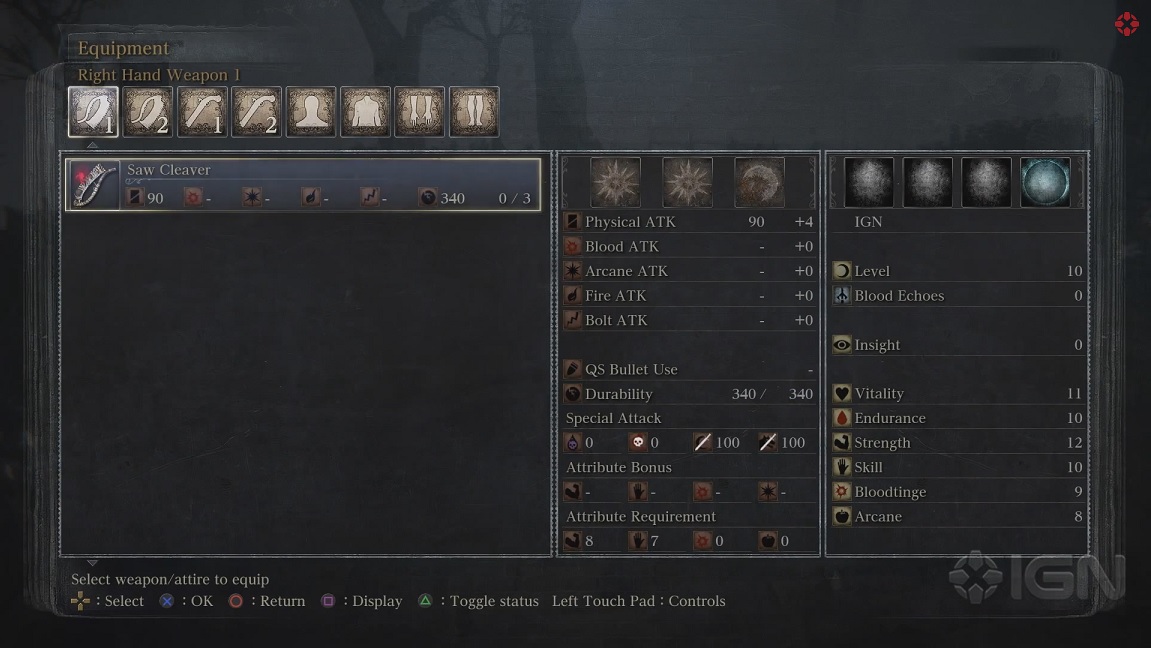 Equipment
Right Hand Weapon 1
1 2 1 2
Saw Cleaver
90 - - - - 340 0 / 3
Physical ATK 90 +4
Blood ATK - +0
Arcane ATK - +0
Fire ATK - +0
Bolt ATK - +0
QS Bullet Use -
Durability 340 / 340
Special Attack
0 0 100 100
Attribute Bonus
- - - -
Attribute Requirement
8 7 0 0
IGN
Level 10
Blood Echoes 0
Insight 0
Vitality 11
Endurance 10
Strength 12
Skill 10
Bloodtinge 9
Arcane 8
Select weapon/attire to equip
: Select : OK : Return : Display : Toggle status Left Touch Pad : Controls
IGN